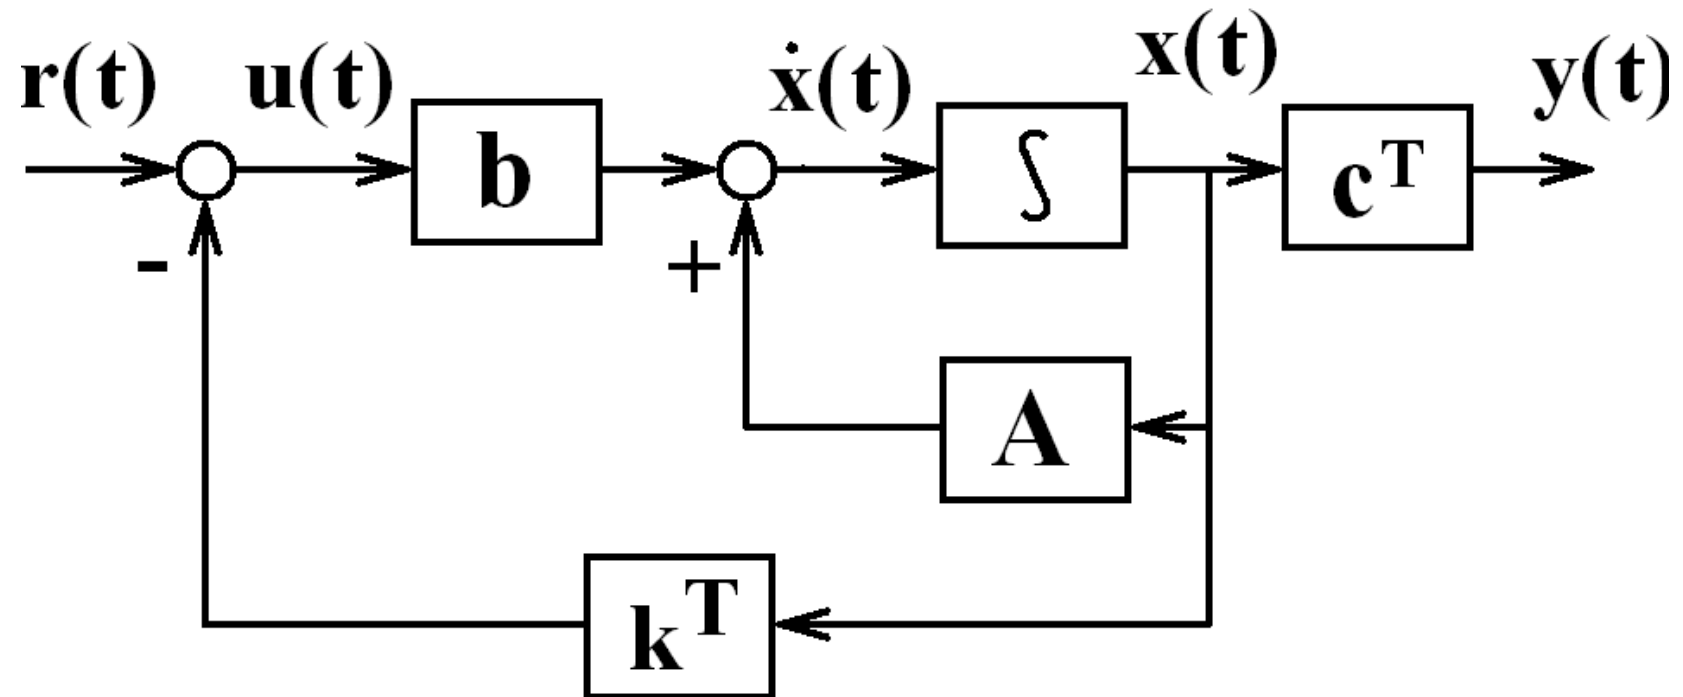 r(t) u(t) ẋ(t) x(t) y(t)
b ∫ cᵀ
- +
A
kᵀ